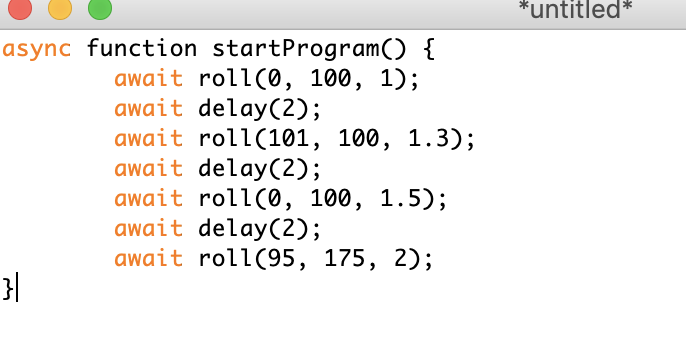 *untitled*
async function startProgram() {
        await roll(0, 100, 1);
        await delay(2);
        await roll(101, 100, 1.3);
        await delay(2);
        await roll(0, 100, 1.5);
        await delay(2);
        await roll(95, 175, 2);
}